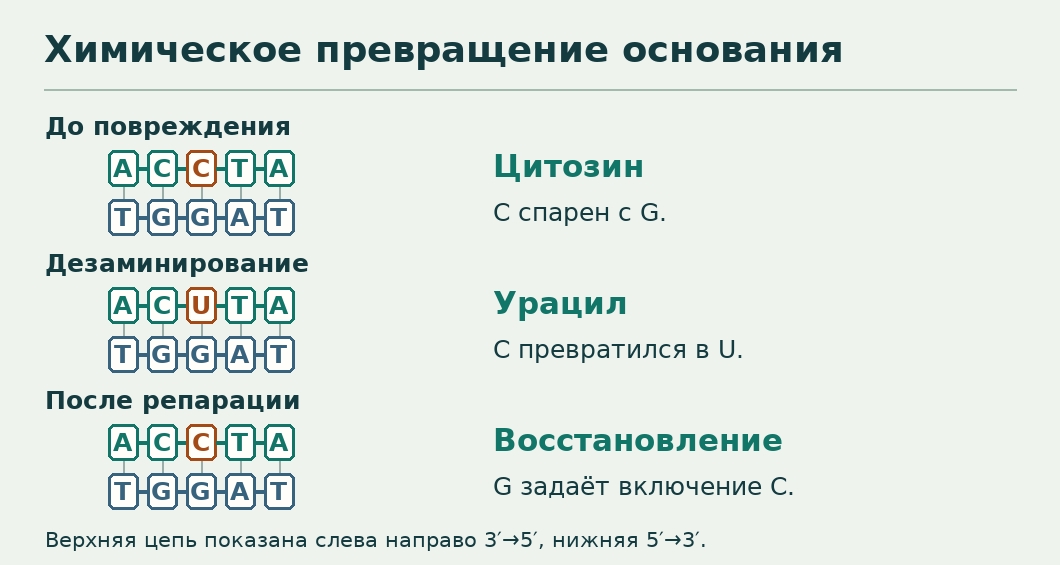 Химическое превращение основания
До повреждения
A C C T A
T G G A T
Цитозин
C спарен с G.
Дезаминирование
A C U T A
T G G A T
Урацил
C превратился в U.
После репарации
A C C T A
T G G A T
Восстановление
G задаёт включение C.
Верхняя цепь показана слева направо 3′→5′, нижняя 5′→3′.